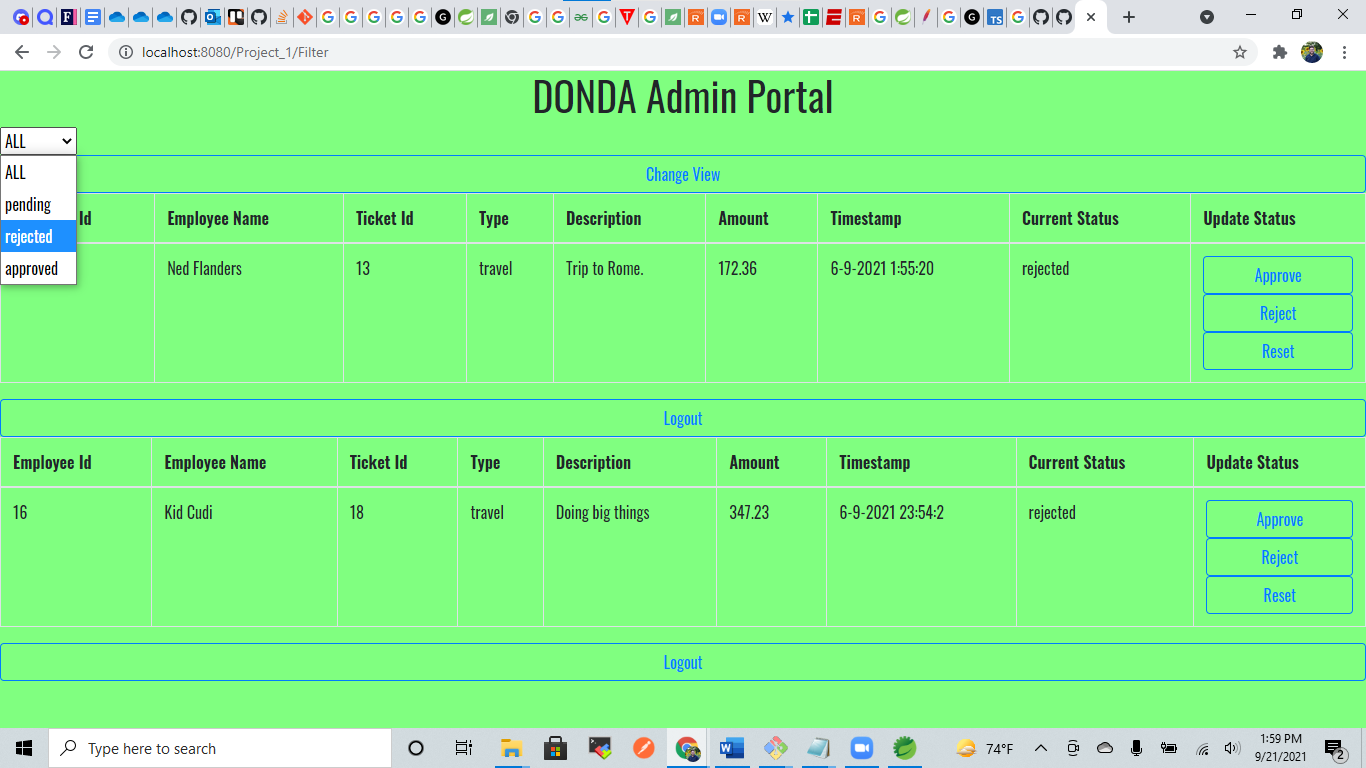 localhost:8080/Project_1/Filter
DONDA Admin Portal
ALL
ALL
pending
rejected
approved
Change View
Id Employee Name Ticket Id Type Description Amount Timestamp Current Status Update Status
Ned Flanders 13 travel Trip to Rome. 172.36 6-9-2021 1:55:20 rejected Approve
Reject
Reset
Logout
Employee Id Employee Name Ticket Id Type Description Amount Timestamp Current Status Update Status
16 Kid Cudi 18 travel Doing big things 347.23 6-9-2021 23:54:2 rejected Approve
Reject
Reset
Logout
Type here to search
74°F
1:59 PM
9/21/2021
2